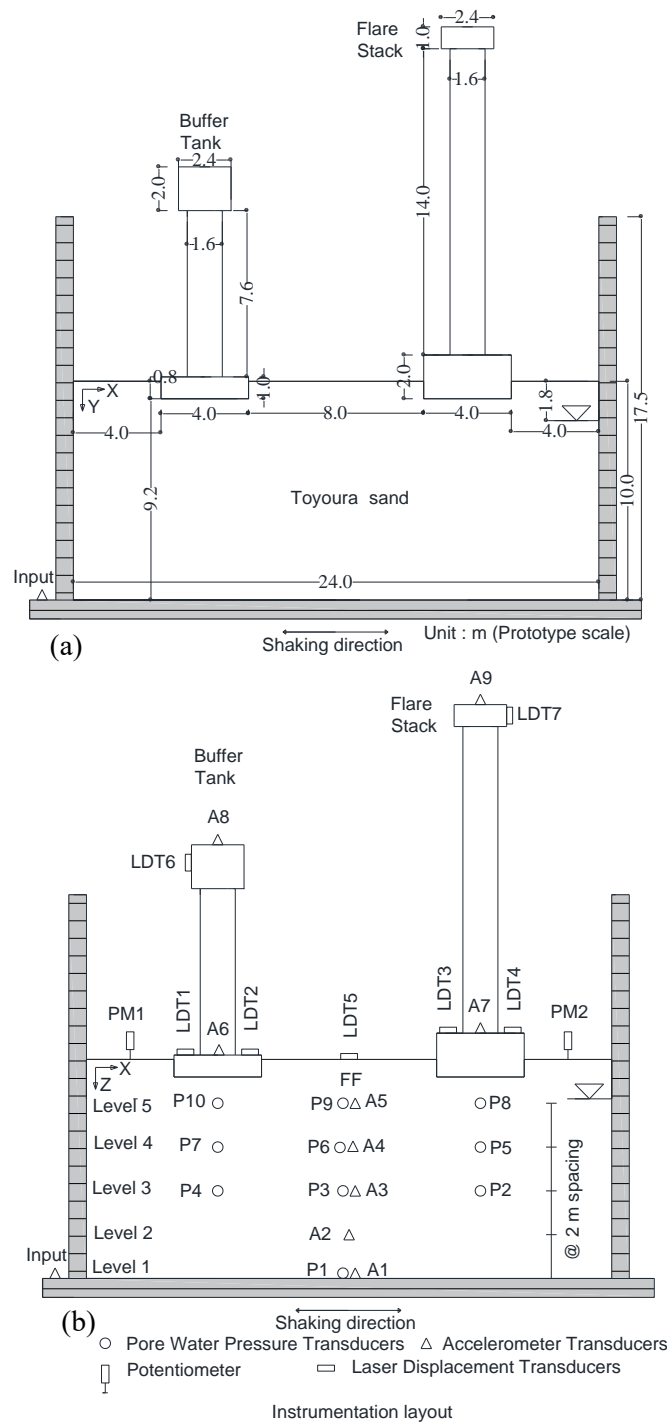 2.4
Flare
Stack
1.0
1.6
Buffer
Tank
2.4
2.0
14.0
1.6
7.6
0.8
1.0
2.0
X
Y
1.8
17.5
4.0
8.0
4.0
4.0
4.0
9.2
10.0
Toyoura sand
Input
24.0
(a)
Shaking direction
Unit : m (Prototype scale)
A9
Flare
Stack
LDT7
Buffer
Tank
A8
LDT6
LDT1
LDT2
LDT3
LDT4
PM1
A6
LDT5
A7
PM2
X
Z
FF
Level 5
P10
P9
A5
P8
Level 4
P7
P6
A4
P5
Level 3
P4
P3
A3
P2
@ 2 m spacing
Level 2
A2
Input
Level 1
P1
A1
(b)
Shaking direction
Pore Water Pressure Transducers
Accelerometer Transducers
Potentiometer
Laser Displacement Transducers
Instrumentation layout